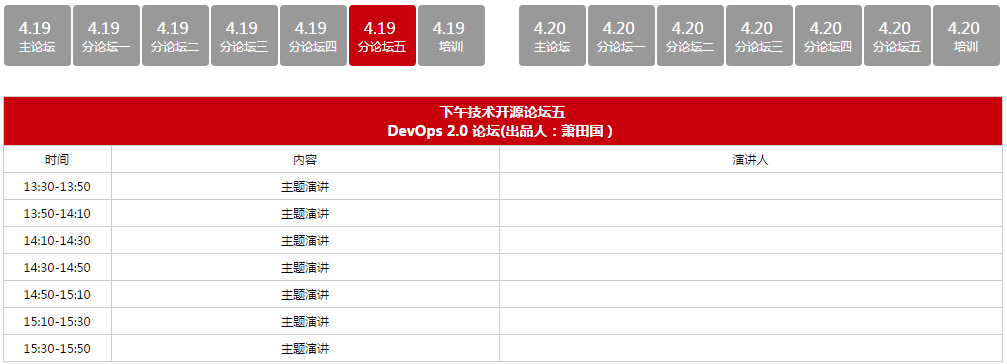 4.19 4.19 4.19 4.19 4.19 4.19 4.19 4.20 4.20 4.20 4.20 4.20 4.20 4.20
主论坛 分论坛一 分论坛二 分论坛三 分论坛四 分论坛五 培训 主论坛 分论坛一 分论坛二 分论坛三 分论坛四 分论坛五 培训
下午技术开源论坛五
DevOps 2.0 论坛(出品人：萧田国）
时间 内容 演讲人
13:30-13:50 主题演讲
13:50-14:10 主题演讲
14:10-14:30 主题演讲
14:30-14:50 主题演讲
14:50-15:10 主题演讲
15:10-15:30 主题演讲
15:30-15:50 主题演讲